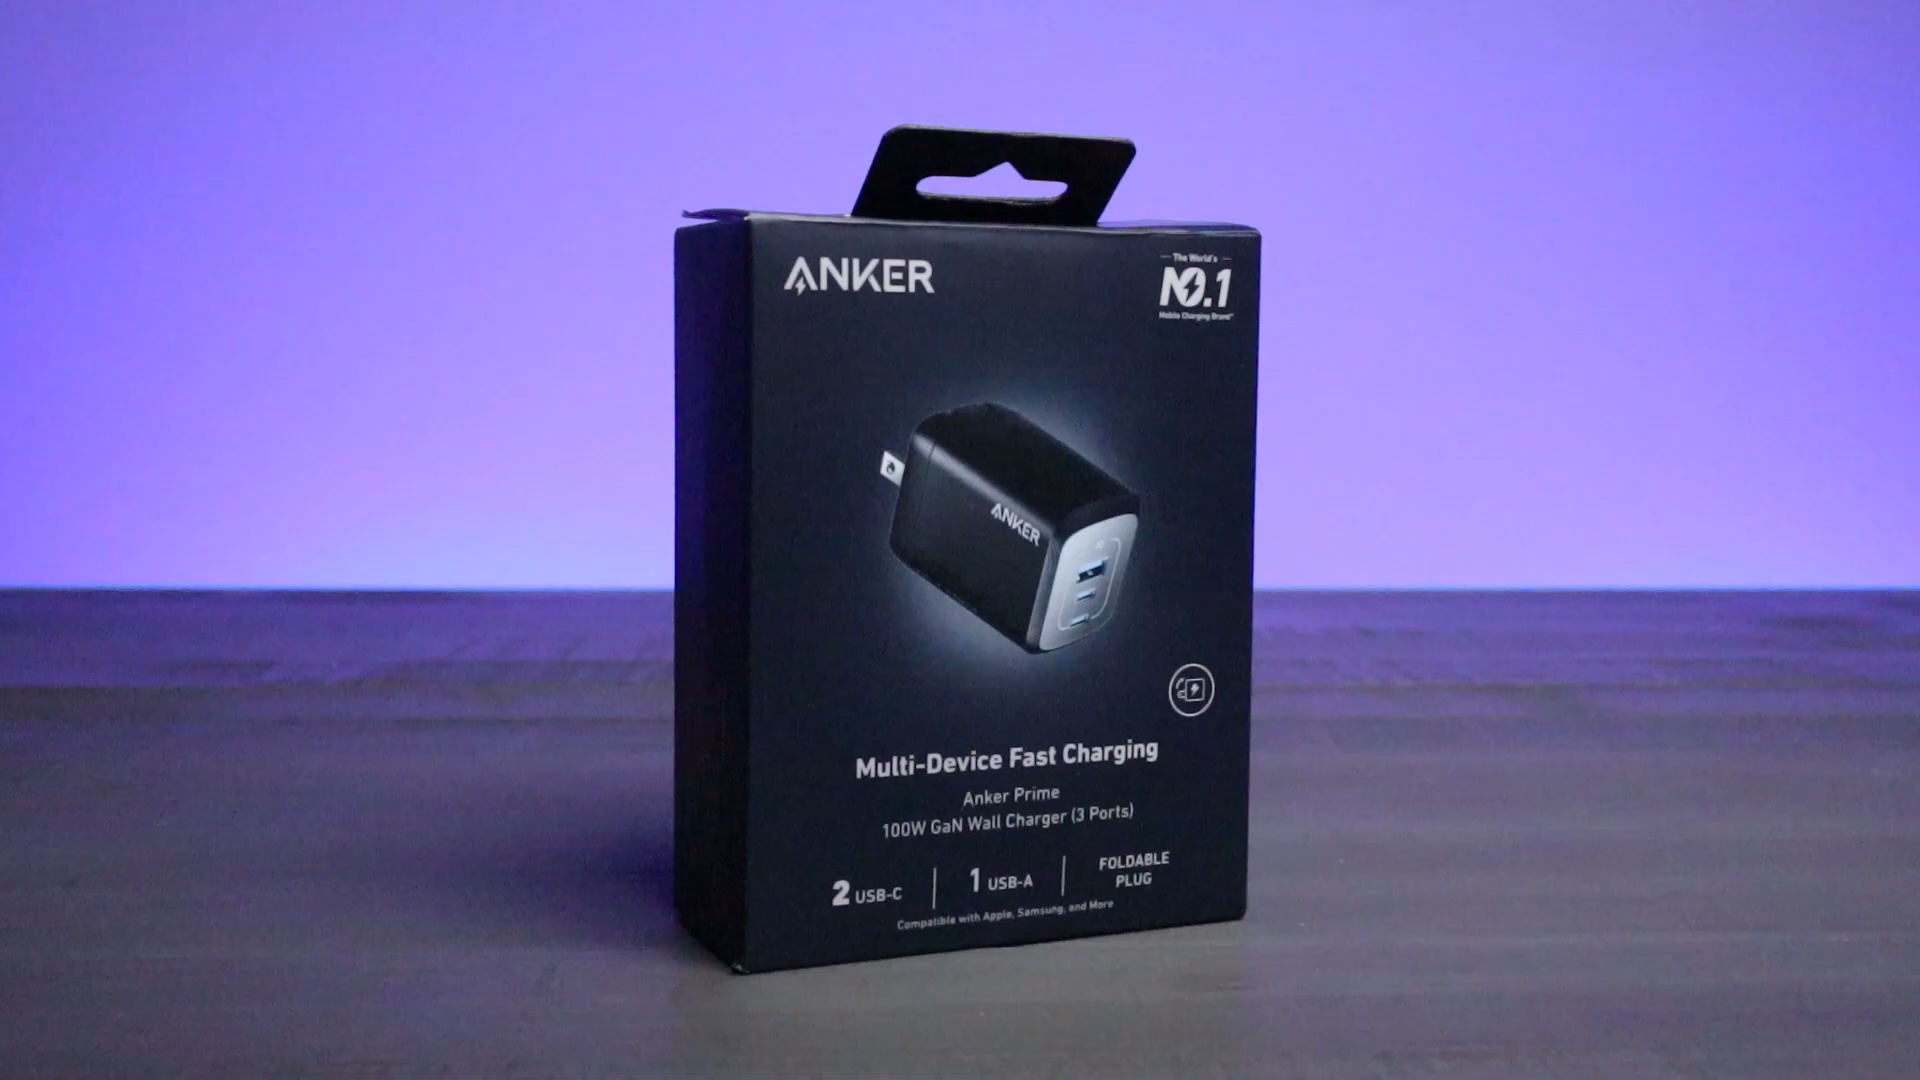 ANKER
The World's
NO.1
Mobile Charging Brand
ANKER
Multi-Device Fast Charging
Anker Prime
100W GaN Wall Charger (3 Ports)
2 USB-C
1 USB-A
FOLDABLE
PLUG
Compatible with Apple, Samsung, and More